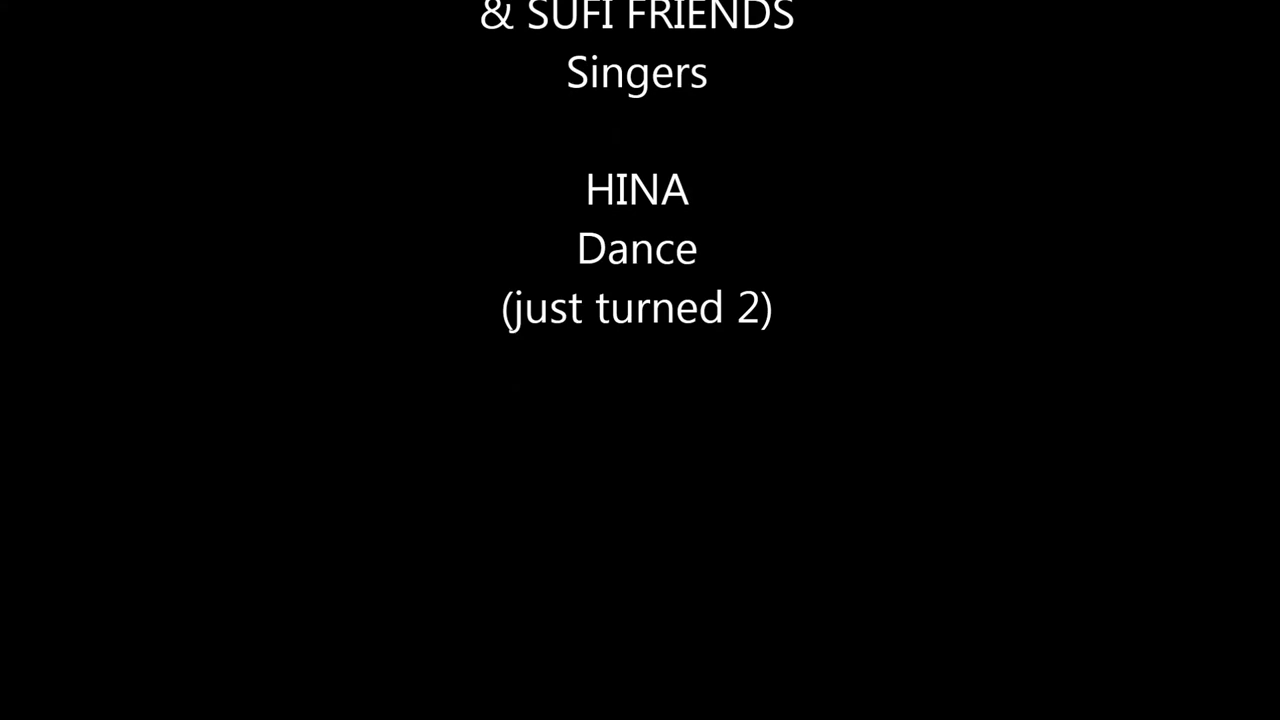 & SUFI FRIENDS
Singers
HINA
Dance
(just turned 2)